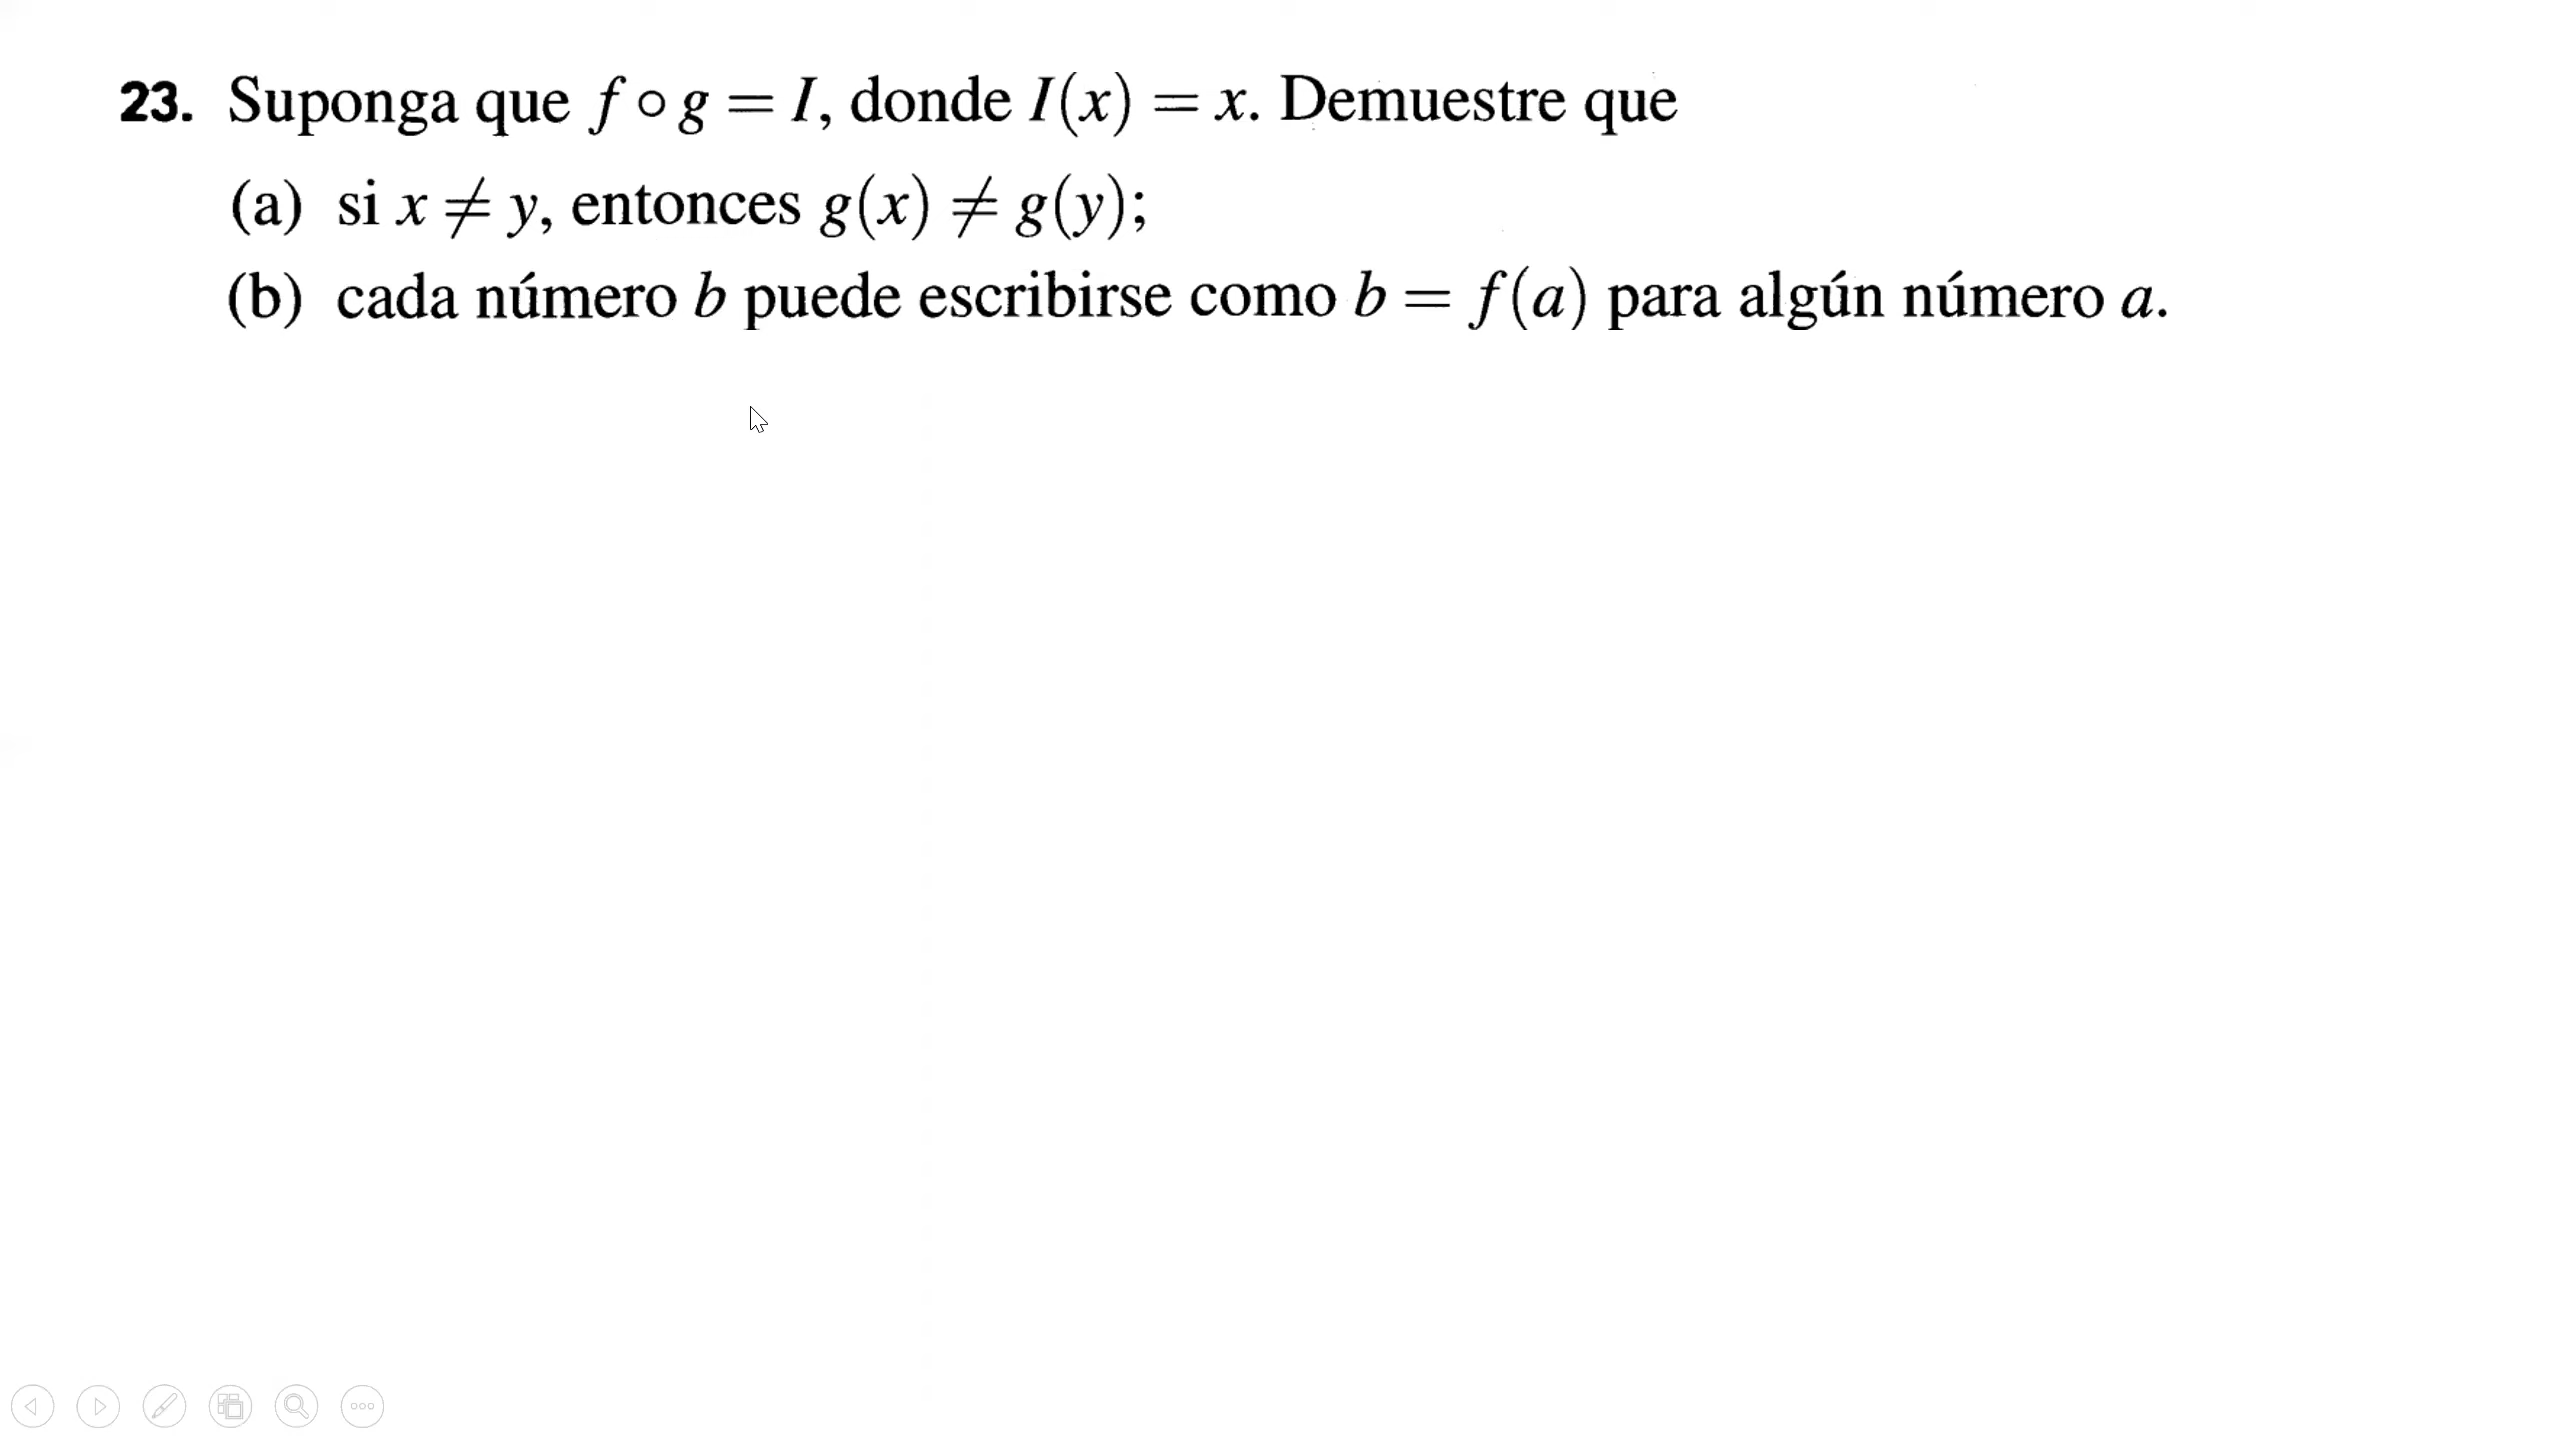 23. Suponga que f ∘ g = I, donde I(x) = x. Demuestre que
(a) si x ≠ y, entonces g(x) ≠ g(y);
(b) cada número b puede escribirse como b = f(a) para algún número a.